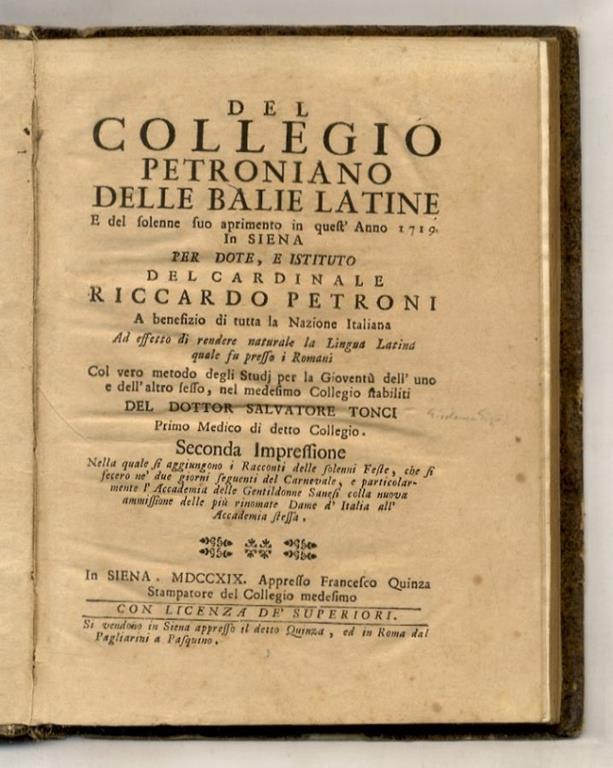 DEL
COLLEGIO
PETRONIANO
DELLE BALIE LATINE
E del ſolenne ſuo aprimento in queſt' Anno 1719.
In SIENA
PER DOTE, E ISTITUTO
DEL CARDINALE
RICCARDO PETRONI
A benefizio di tutta la Nazione Italiana
Ad effetto di rendere naturale la Lingua Latina
quale fu preſſo i Romani
Col vero metodo degli Studj per la Gioventù dell' uno
e dell' altro ſeſſo, nel medeſimo Collegio ſtabiliti
DEL DOTTOR SALVATORE TONCI
Primo Medico di detto Collegio.
Seconda Impreſſione
Nella quale ſi aggiungono i Racconti delle ſolenni Feſte, che ſi
fecero ne' due giorni ſeguenti del Carnevale, e particolar-
mente l' Accademia delle Gentildonne Saneſi colla nuova
ammiſſione delle più rinomate Dame d' Italia all'
Accademia ſteſſa.
In SIENA. MDCCXIX. Appreſſo Franceſco Quinza
Stampatore del Collegio medeſimo
CON LICENZA DE' SUPERIORI.
Si vendono in Siena appreſſo il detto Quinza, ed in Roma dal
Pagliarini a Paſquino.